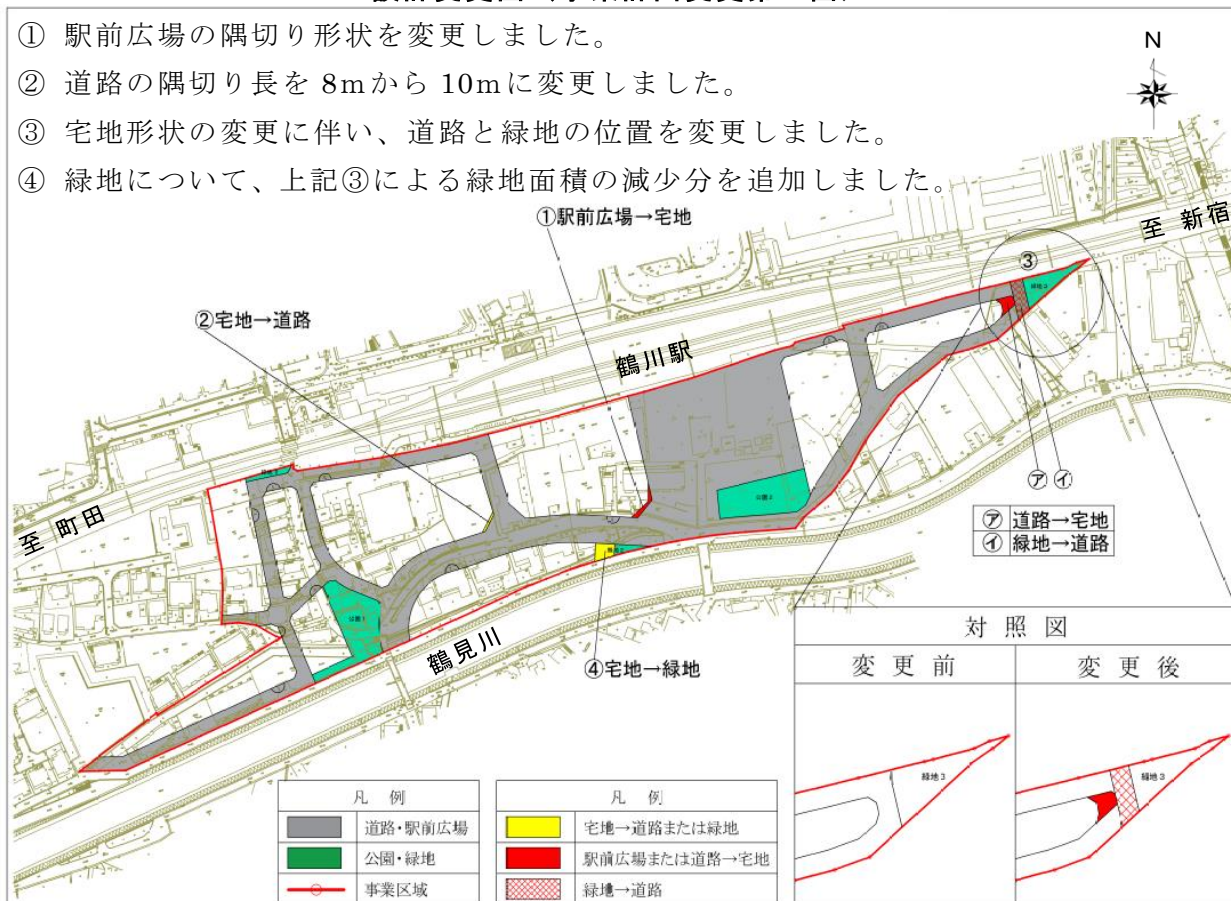 ① 駅前広場の隅切り形状を変更しました。
② 道路の隅切り長を 8mから 10mに変更しました。
③ 宅地形状の変更に伴い、道路と緑地の位置を変更しました。
④ 緑地について、上記③による緑地面積の減少分を追加しました。
N
①駅前広場→宅地
至 新宿
③
緑地3
②宅地→道路
鶴川駅
㋐ ㋑
至 町田
公園2
㋐ 道路→宅地
㋑ 緑地→道路
公園1
鶴見川
④宅地→緑地
対 照 図
変 更 前
変 更 後
緑地3
緑地3
凡 例
道路・駅前広場
公園・緑地
事業区域
凡 例
宅地→道路または緑地
駅前広場または道路→宅地
緑地→道路